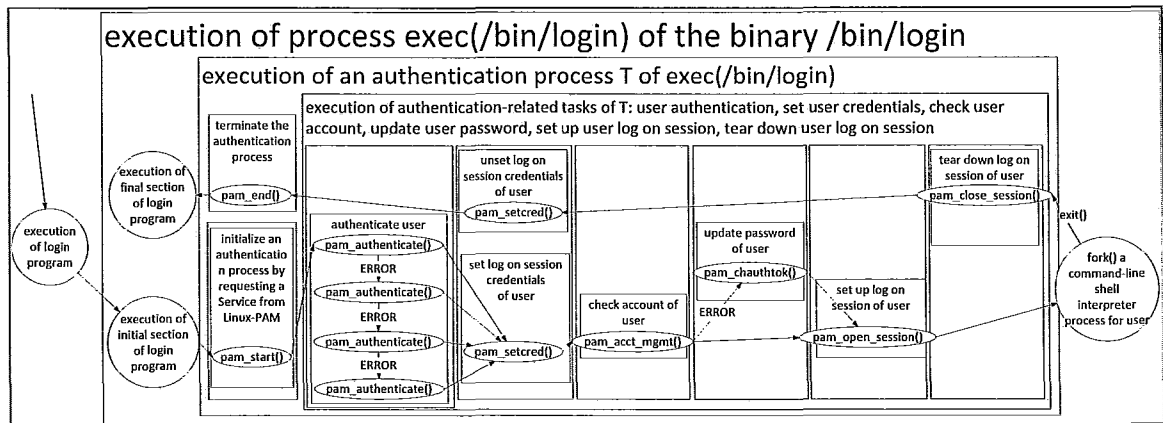 execution of process exec(/bin/login) of the binary /bin/login
execution of an authentication process T of exec(/bin/login)
execution of authentication-related tasks of T: user authentication, set user credentials, check user
account, update user password, set up user log on session, tear down user log on session
terminate the
authentication
process
pam_end()
execution of
final section
of login
program
execution
of login
program
execution of
initial section
of login
program
initialize an
authenticati
on process by
requesting a
Service from
Linux-PAM
pam_start()
authenticate user
pam_authenticate()
ERROR
pam_authenticate()
ERROR
pam_authenticate()
ERROR
pam_authenticate()
unset log on
session credentials
of user
pam_setcred()
set log on session
credentials
of user
pam_setcred()
check account of
user
pam_acct_mgmt()
ERROR
update password
of user
pam_chauthtok()
set up log on
session of user
pam_open_session()
tear down log on
session of user
pam_close_session()
exit()
fork() a
command-line
shell
interpreter
process for user